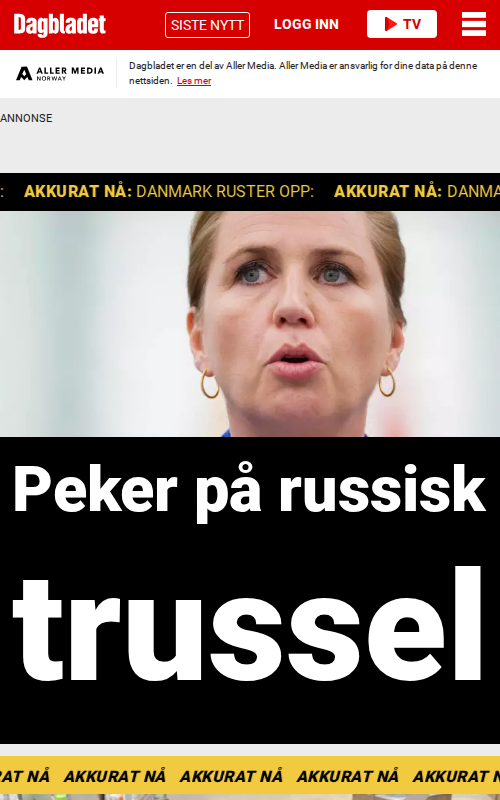 Dagbladet
SISTE NYTT
LOGG INN
TV
ALLER MEDIA
NORWAY
Dagbladet er en del av Aller Media. Aller Media er ansvarlig for dine data på denne
nettsiden. Les mer
ANNONSE
: AKKURAT NÅ: DANMARK RUSTER OPP: AKKURAT NÅ: DANMA
Peker på russisk
trussel
AT NÅ AKKURAT NÅ AKKURAT NÅ AKKURAT NÅ AKKURAT N